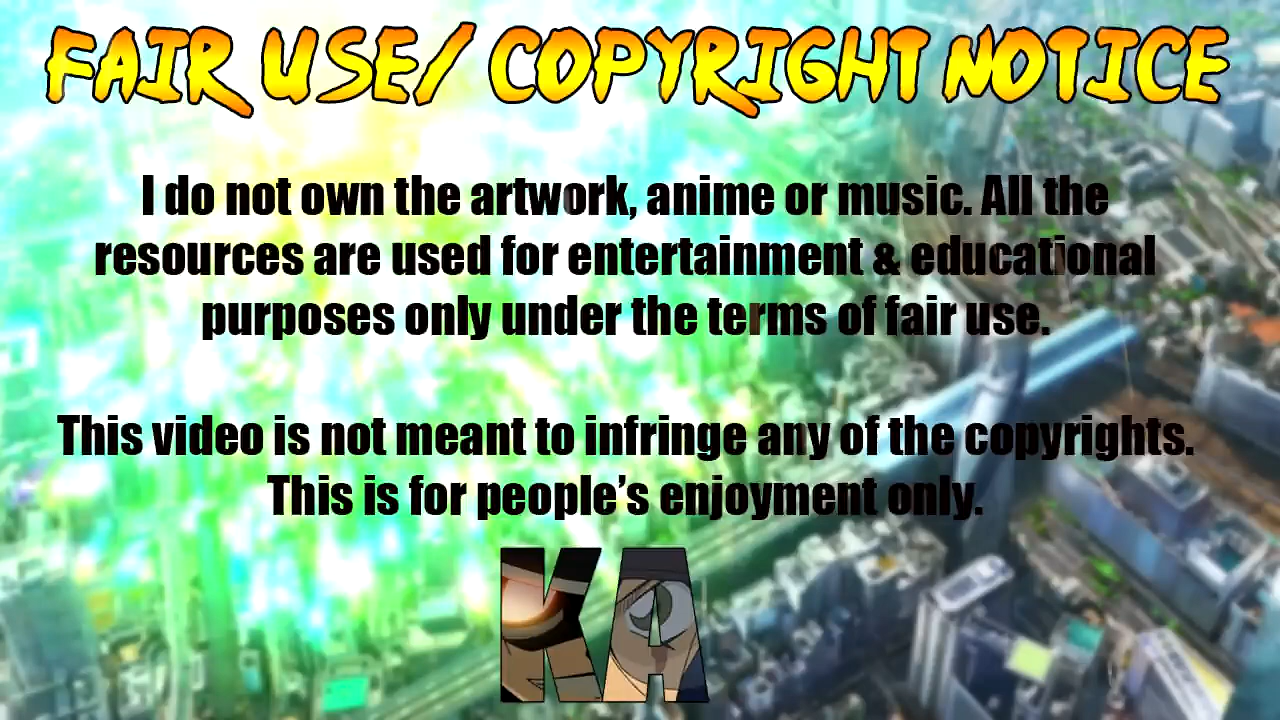 FAIR USE/ COPYRIGHT NOTICE
I do not own the artwork, anime or music. All the
resources are used for entertainment & educational
purposes only under the terms of fair use.
This video is not meant to infringe any of the copyrights.
This is for people’s enjoyment only.
KA